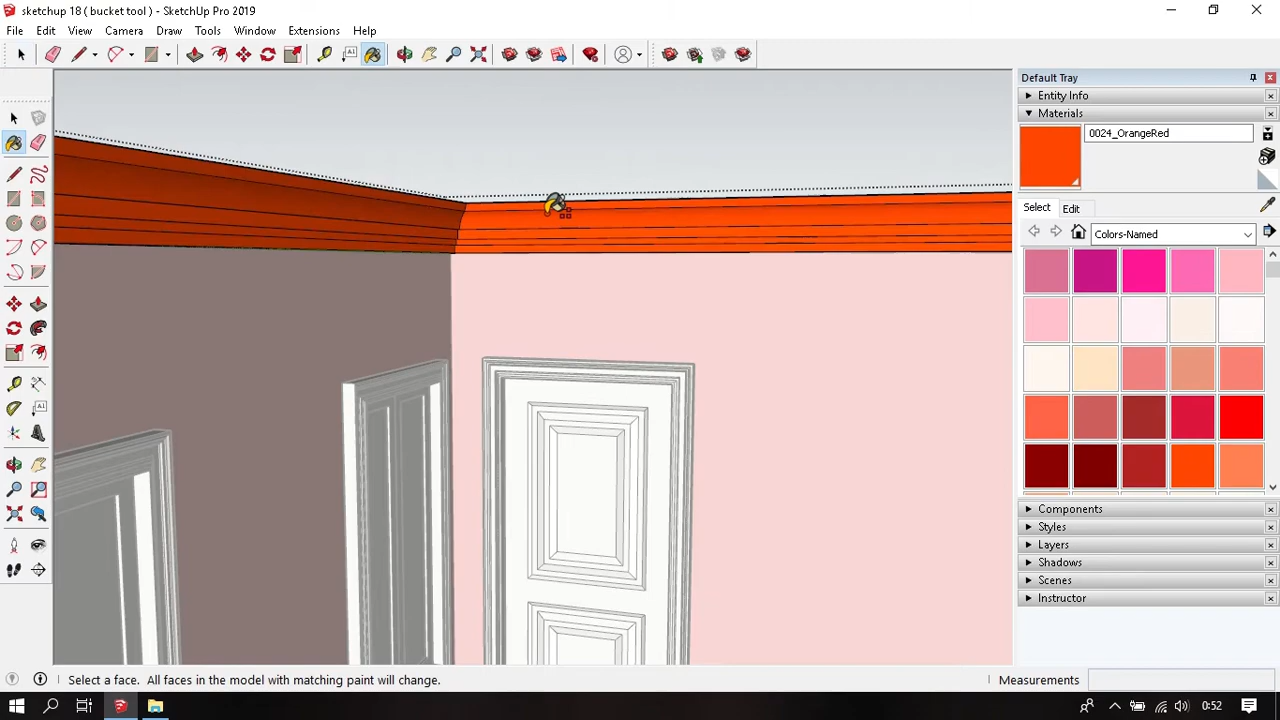 sketchup 18 ( bucket tool ) - SketchUp Pro 2019
File Edit View Camera Draw Tools Window Extensions Help
Default Tray
Entity Info
Materials
0024_OrangeRed
Select Edit
Colors-Named
Components
Styles
Layers
Shadows
Scenes
Instructor
Select a face. All faces in the model with matching paint will change.
Measurements
0:52